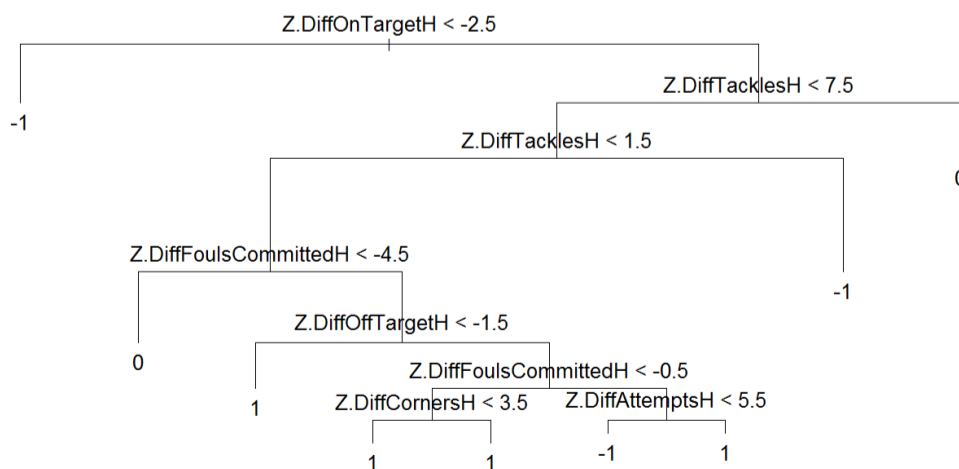 Z.DiffOnTargetH < -2.5
Z.DiffTacklesH < 7.5
-1
Z.DiffTacklesH < 1.5
0
Z.DiffFoulsCommittedH < -4.5
-1
Z.DiffOffTargetH < -1.5
0
Z.DiffFoulsCommittedH < -0.5
1
Z.DiffCornersH < 3.5
Z.DiffAttemptsH < 5.5
1
1
-1
1